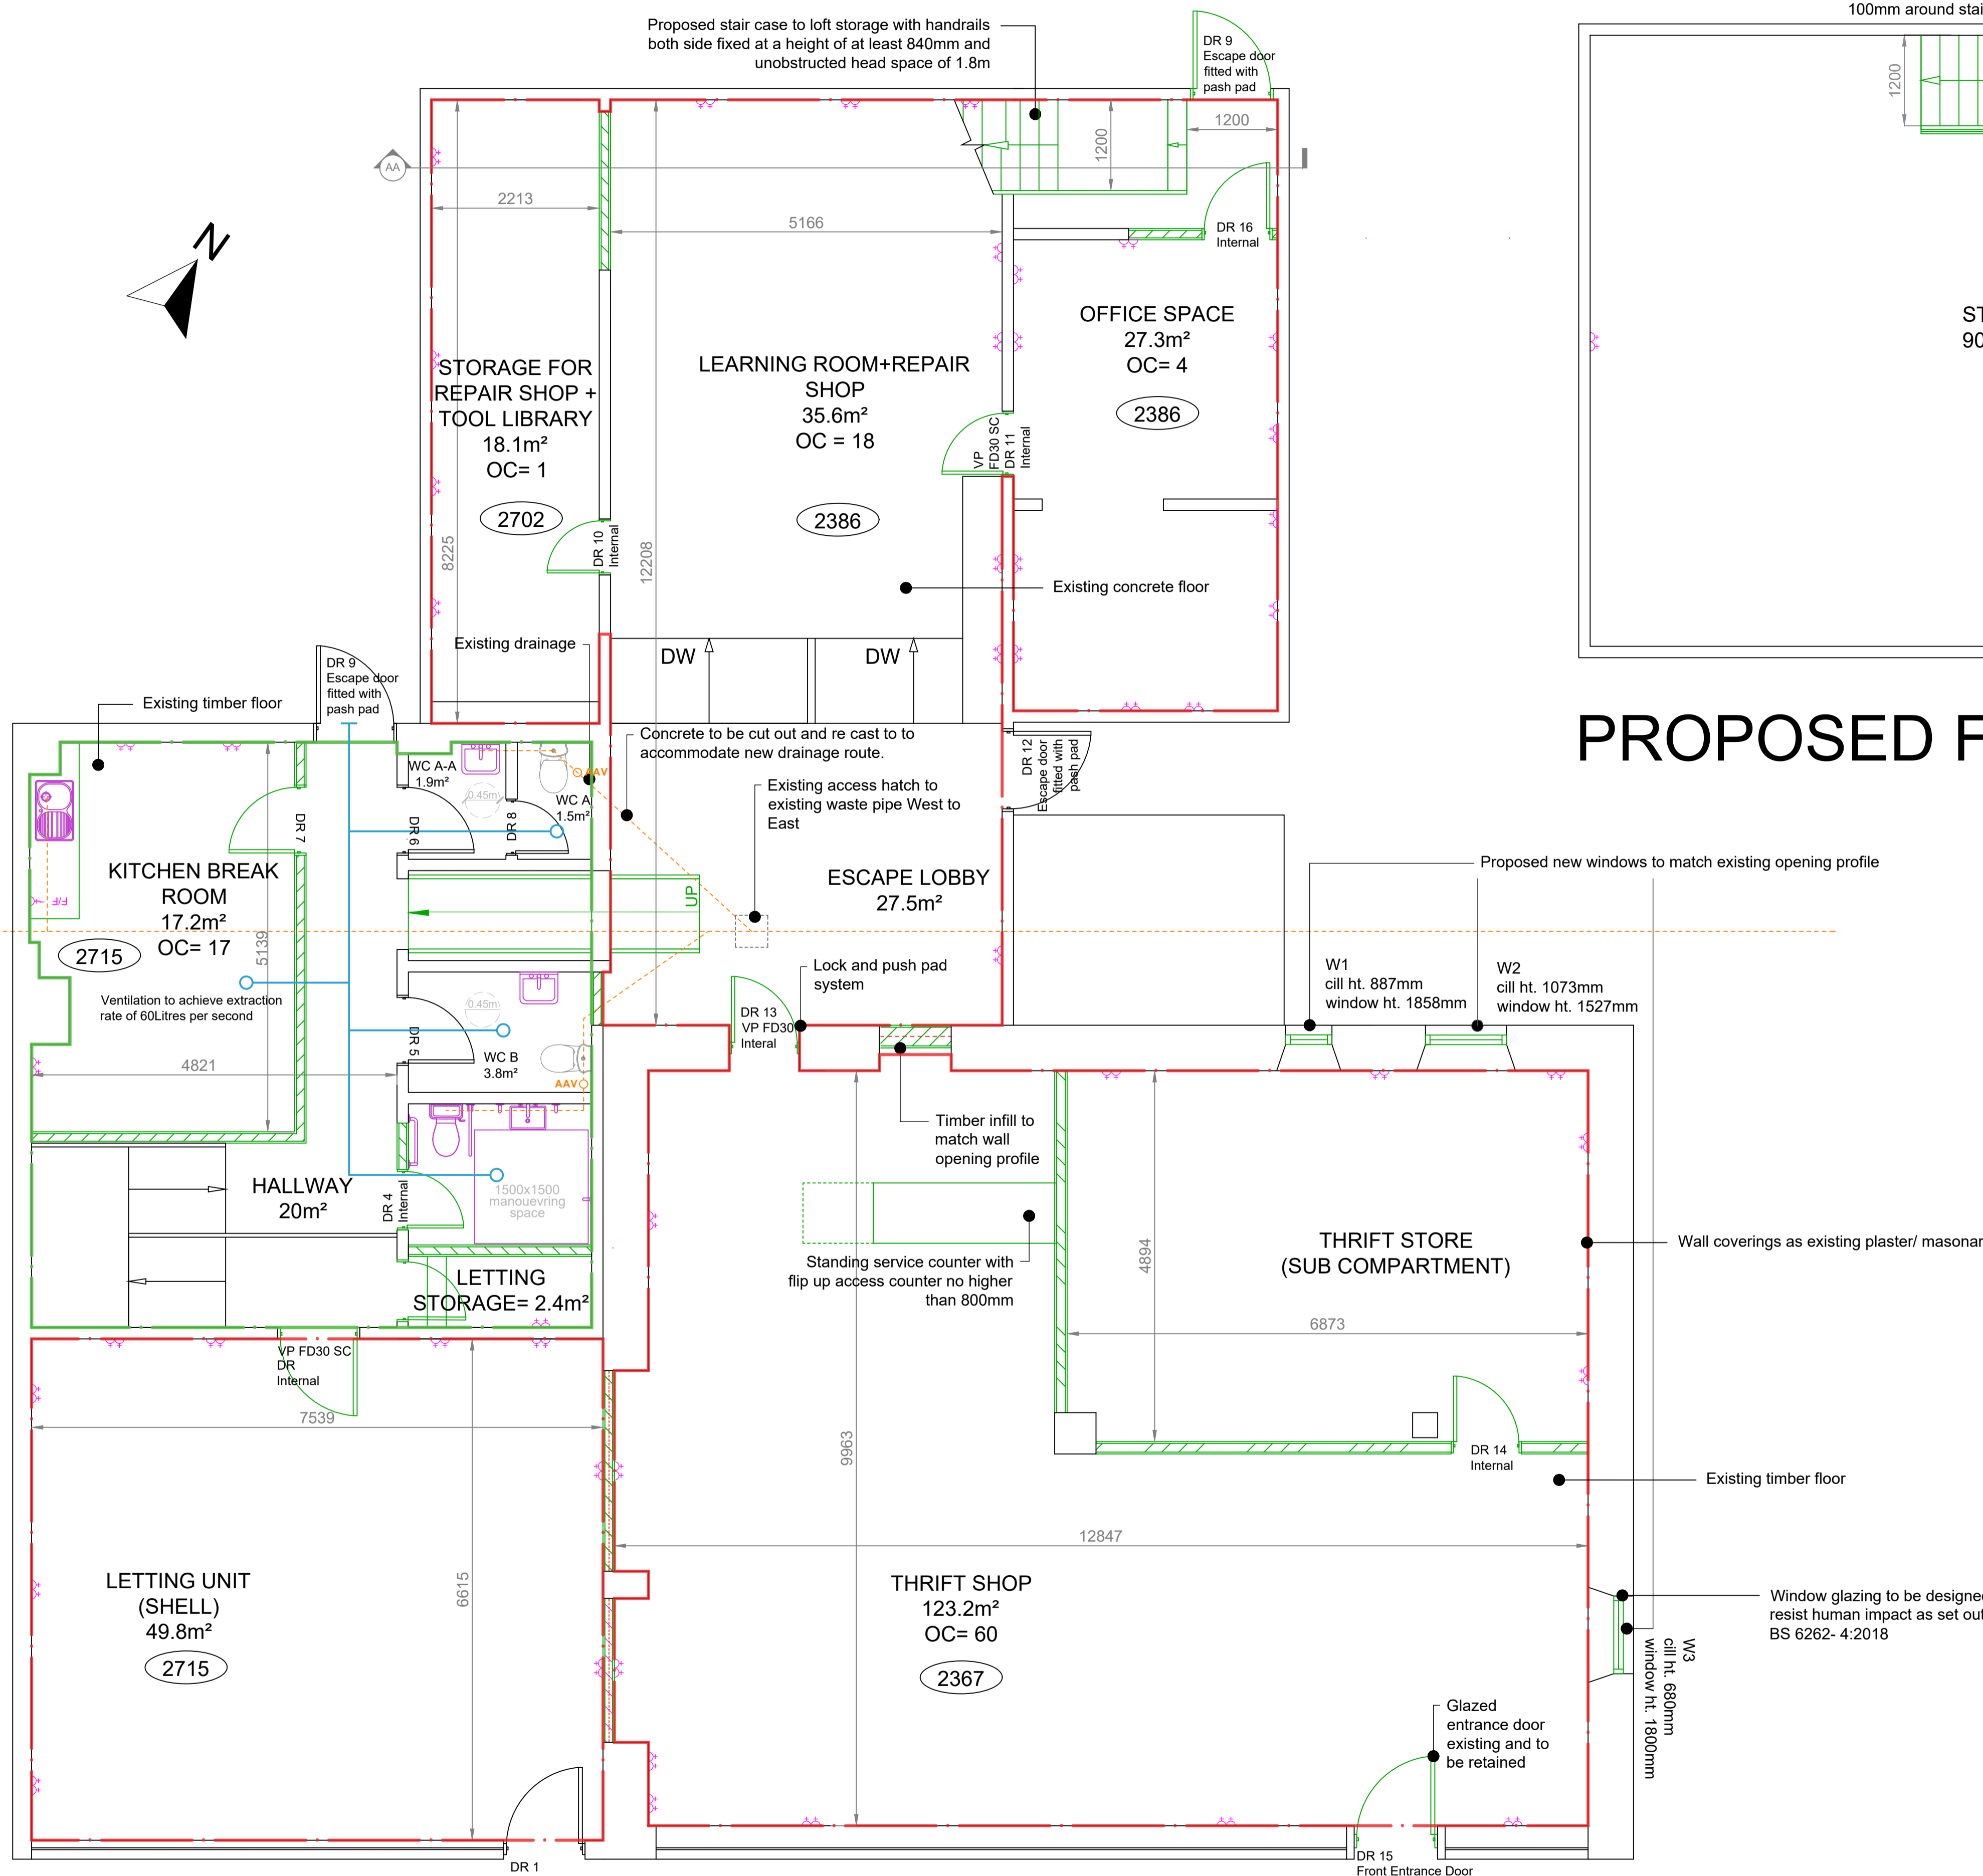 100mm around stai
Proposed stair case to loft storage with handrails
both side fixed at a height of at least 840mm and
unobstructed head space of 1.8m
DR 9
Escape door
fitted with
pash pad
1200
1200
1200
AA
N
2213
5166
DR 16
Internal
OFFICE SPACE
27.3m²
OC= 4
2386
ST
90
STORAGE FOR
REPAIR SHOP +
TOOL LIBRARY
18.1m²
OC= 1
2702
LEARNING ROOM+REPAIR
SHOP
35.6m²
OC = 18
2386
VP
FD30 SC
DR 11
Internal
DR 10
Internal
8225
12208
Existing concrete floor
Existing drainage
DW
DW
PROPOSED F
DR 9
Escape door
fitted with
pash pad
Existing timber floor
Concrete to be cut out and re cast to to
accommodate new drainage route.
DR 12
Escape door
fitted with
pash pad
WC A-A
1.9m²
0.45m
AAV
WC A
1.5m²
Existing access hatch to
existing waste pipe West to
East
DR 7
DR 6
DR 8
KITCHEN BREAK
ROOM
17.2m²
OC= 17
2715
5139
F/F
UP
ESCAPE LOBBY
27.5m²
Proposed new windows to match existing opening profile
Ventilation to achieve extraction
rate of 60Litres per second
Lock and push pad
system
W1
cill ht. 887mm
window ht. 1858mm
W2
cill ht. 1073mm
window ht. 1527mm
0.45m
DR 5
WC B
3.8m²
AAV
DR 13
VP FD30
Interal
4821
Timber infill to
match wall
opening profile
HALLWAY
20m²
DR 4
Internal
1500x1500
manouevring
space
4894
THRIFT STORE
(SUB COMPARTMENT)
Wall coverings as existing plaster/ masonar
Standing service counter with
flip up access counter no higher
than 800mm
LETTING
STORAGE= 2.4m²
6873
VP FD30 SC
DR
Internal
7539
9963
DR 14
Internal
Existing timber floor
12847
LETTING UNIT
(SHELL)
49.8m²
2715
6615
THRIFT SHOP
123.2m²
OC= 60
2367
Window glazing to be designe
resist human impact as set out
BS 6262- 4:2018
W3
cill ht. 680mm
window ht. 1800mm
Glazed
entrance door
existing and to
be retained
DR 1
DR 15
Front Entrance Door